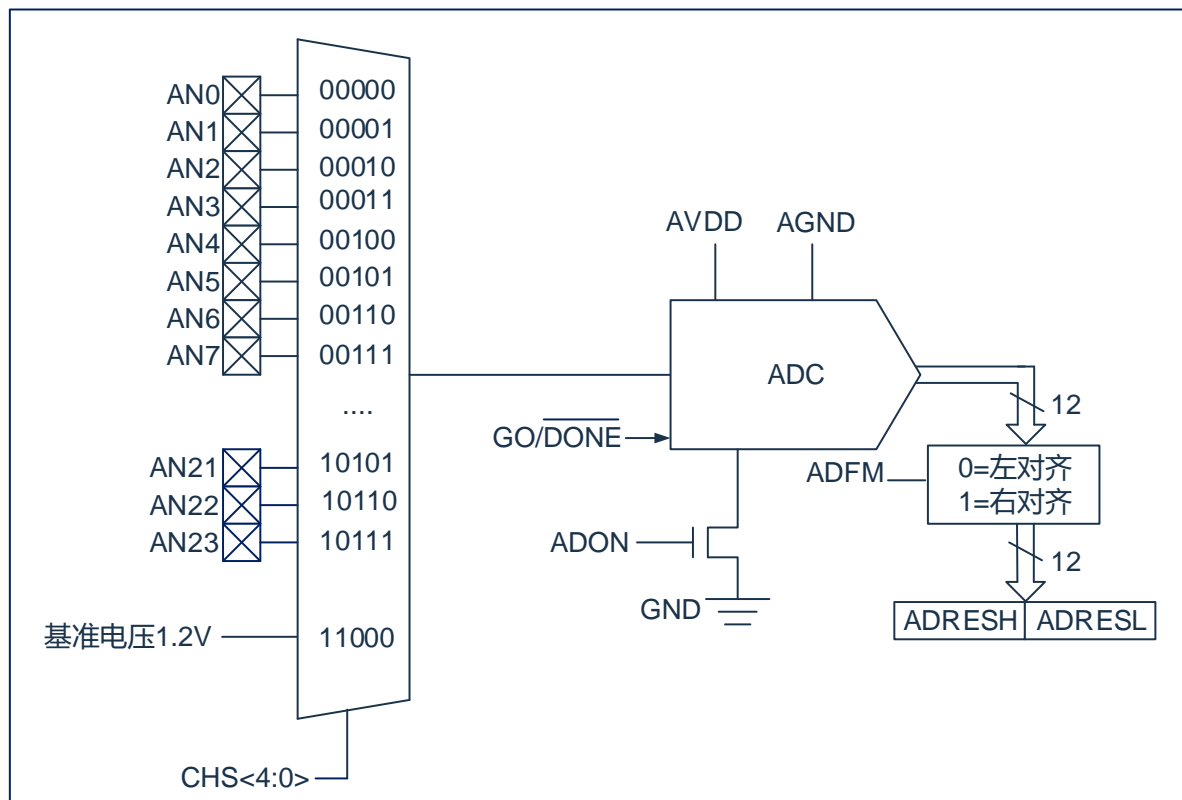 AN0 00000
AN1 00001
AN2 00010
AN3 00011
AN4 00100
AN5 00101
AN6 00110
AN7 00111
....
AN21 10101
AN22 10110
AN23 10111
基准电压1.2V 11000
CHS<4:0>
AVDD AGND
ADC
GO/DONE
12
ADFM
0=左对齐
1=右对齐
ADON
12
GND
ADRESH ADRESL